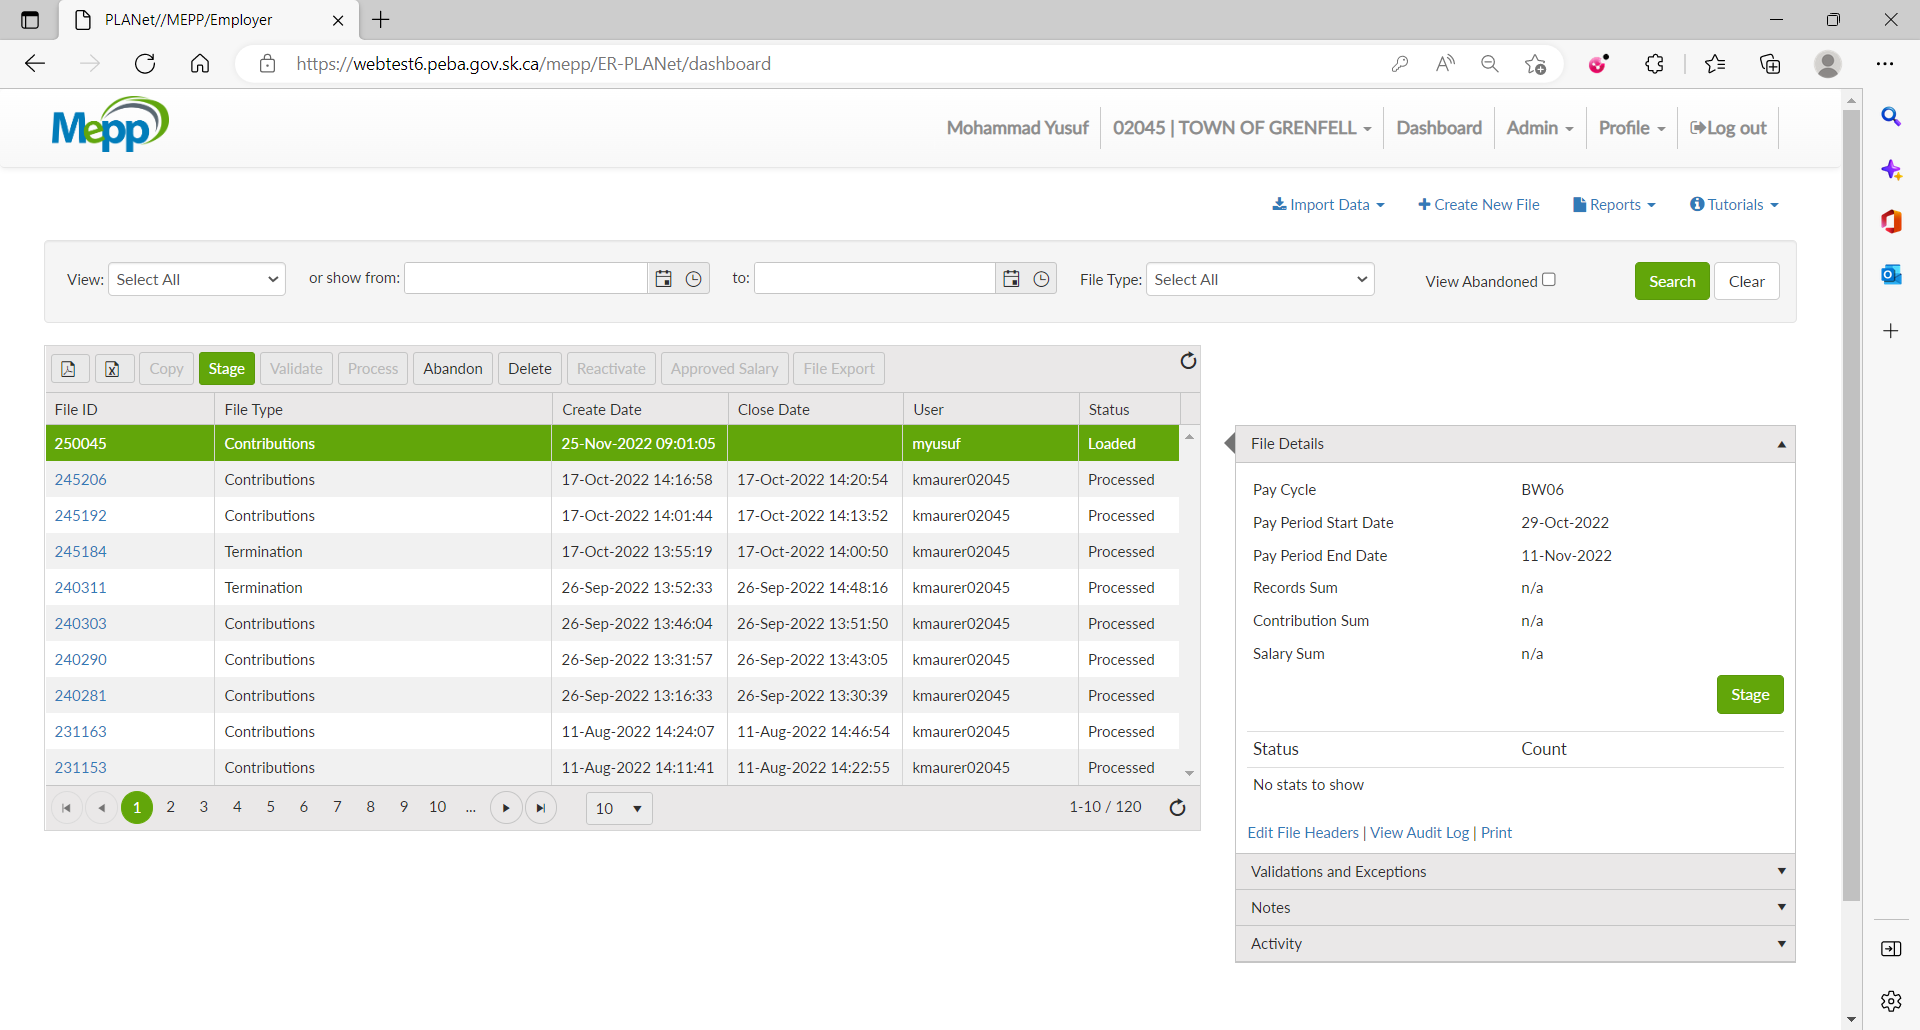 PLANet//MEPP/Employer
https://webtest6.peba.gov.sk.ca/mepp/ER-PLANet/dashboard
Mepp
Mohammad Yusuf 02045 | TOWN OF GRENFELL Dashboard Admin Profile Log out
Import Data Create New File Reports Tutorials
View: Select All or show from: to: File Type: Select All View Abandoned Search Clear
Copy Stage Validate Process Abandon Delete Reactivate Approved Salary File Export
File ID File Type Create Date Close Date User Status
250045 Contributions 25-Nov-2022 09:01:05 myusuf Loaded
245206 Contributions 17-Oct-2022 14:16:58 17-Oct-2022 14:20:54 kmaurer02045 Processed
245192 Contributions 17-Oct-2022 14:01:44 17-Oct-2022 14:13:52 kmaurer02045 Processed
245184 Termination 17-Oct-2022 13:55:19 17-Oct-2022 14:00:50 kmaurer02045 Processed
240311 Termination 26-Sep-2022 13:52:33 26-Sep-2022 14:48:16 kmaurer02045 Processed
240303 Contributions 26-Sep-2022 13:46:04 26-Sep-2022 13:51:50 kmaurer02045 Processed
240290 Contributions 26-Sep-2022 13:31:57 26-Sep-2022 13:43:05 kmaurer02045 Processed
240281 Contributions 26-Sep-2022 13:16:33 26-Sep-2022 13:30:39 kmaurer02045 Processed
231163 Contributions 11-Aug-2022 14:24:07 11-Aug-2022 14:46:54 kmaurer02045 Processed
231153 Contributions 11-Aug-2022 14:11:41 11-Aug-2022 14:22:55 kmaurer02045 Processed
1 2 3 4 5 6 7 8 9 10 ... 10 1-10 / 120
File Details
Pay Cycle BW06
Pay Period Start Date 29-Oct-2022
Pay Period End Date 11-Nov-2022
Records Sum n/a
Contribution Sum n/a
Salary Sum n/a
Stage
Status Count
No stats to show
Edit File Headers | View Audit Log | Print
Validations and Exceptions
Notes
Activity